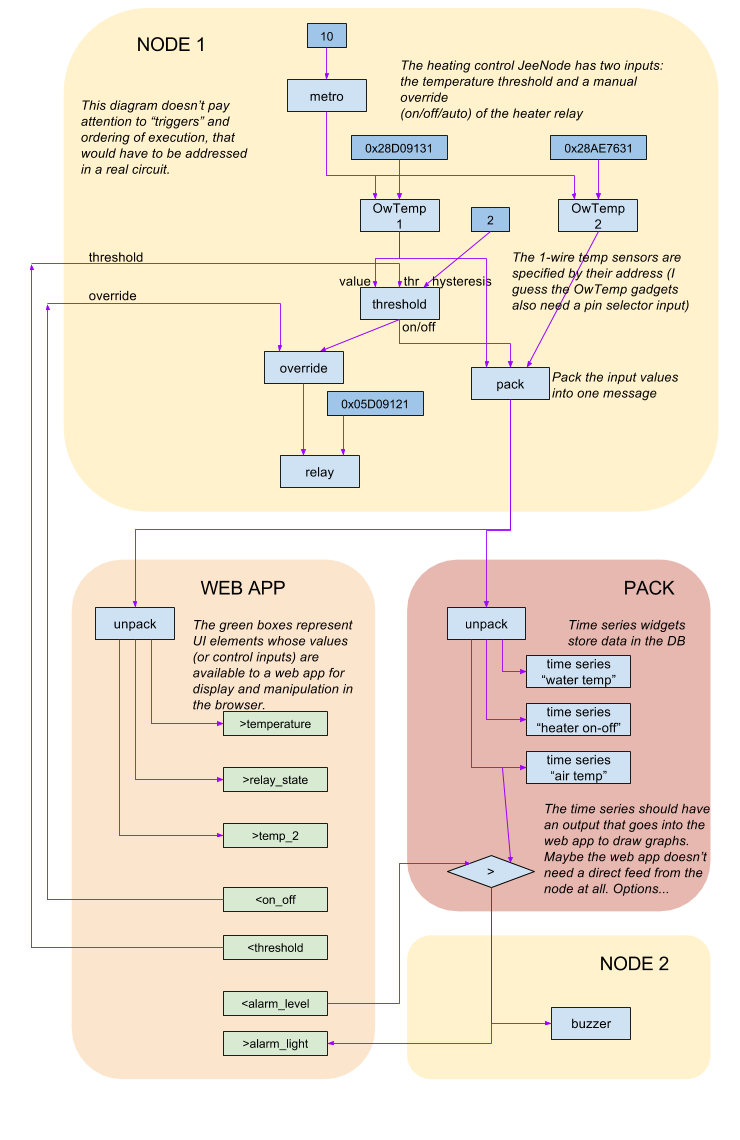 NODE 1
10
The heating control JeeNode has two inputs:
the temperature threshold and a manual
override
(on/off/auto) of the heater relay
metro
This diagram doesn't pay
attention to “triggers” and
ordering of execution, that
would have to be addressed
in a real circuit.
0x28D09131
0x28AE7631
OwTemp
1
2
OwTemp
2
The 1-wire temp sensors are
specified by their address (I
guess the OwTemp gadgets
also need a pin selector input)
threshold
value
thr
hysteresis
override
threshold
on/off
override
pack
Pack the input values
into one message
0x05D09121
relay
WEB APP
unpack
The green boxes represent
UI elements whose values
(or control inputs) are
available to a web app for
display and manipulation in
the browser.
>temperature
>relay_state
>temp_2
<on_off
<threshold
<alarm_level
>alarm_light
PACK
unpack
Time series widgets
store data in the DB
time series
“water temp”
time series
“heater on-off”
time series
“air temp”
The time series should have
an output that goes into the
web app to draw graphs.
Maybe the web app doesn't
need a direct feed from the
node at all. Options...
>
NODE 2
buzzer